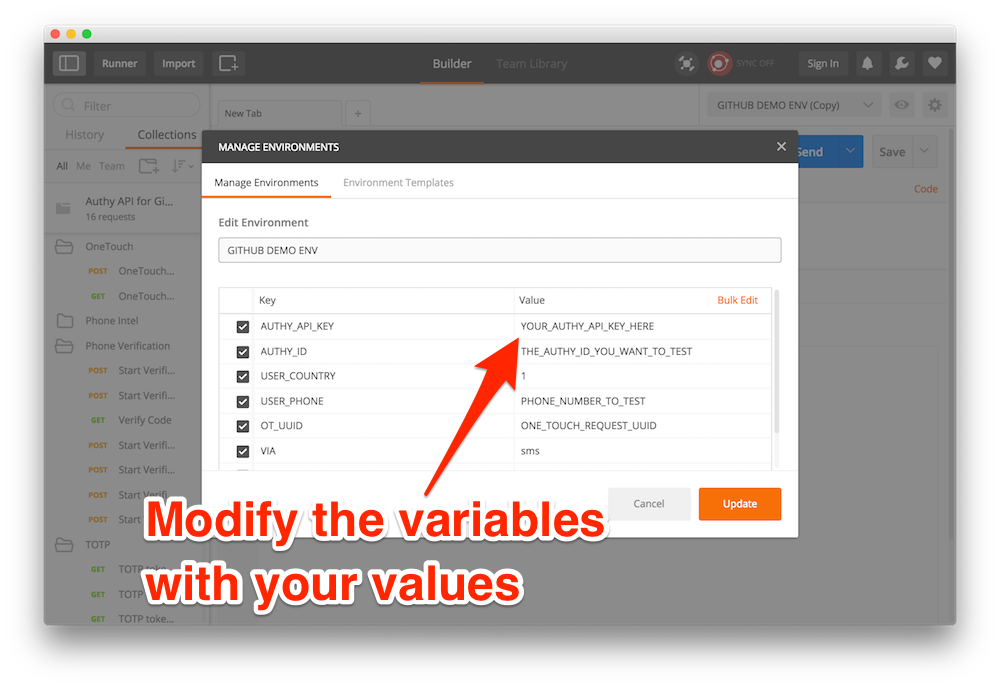 Runner Import Builder Team Library SYNC OFF Sign In
Filter
New Tab + GITHUB DEMO ENV (Copy)
History Collections
All Me Team
Send Save
Code
Authy API for Gi...
16 requests
OneTouch
POST OneTouch...
GET OneTouch...
Phone Intel
Phone Verification
POST Start Verifi...
POST Start Verifi...
GET Verify Code
POST Start Verifi...
POST Start Verifi...
POST Start Verifi...
POST Start
TOTP
GET TOTP toke...
GET TOTP
GET TOTP toke...
MANAGE ENVIRONMENTS
Manage Environments Environment Templates
Edit Environment
GITHUB DEMO ENV
Key Value Bulk Edit
AUTHY_API_KEY YOUR_AUTHY_API_KEY_HERE
AUTHY_ID THE_AUTHY_ID_YOU_WANT_TO_TEST
USER_COUNTRY 1
USER_PHONE PHONE_NUMBER_TO_TEST
OT_UUID ONE_TOUCH_REQUEST_UUID
VIA sms
Cancel Update
Modify the variables
with your values